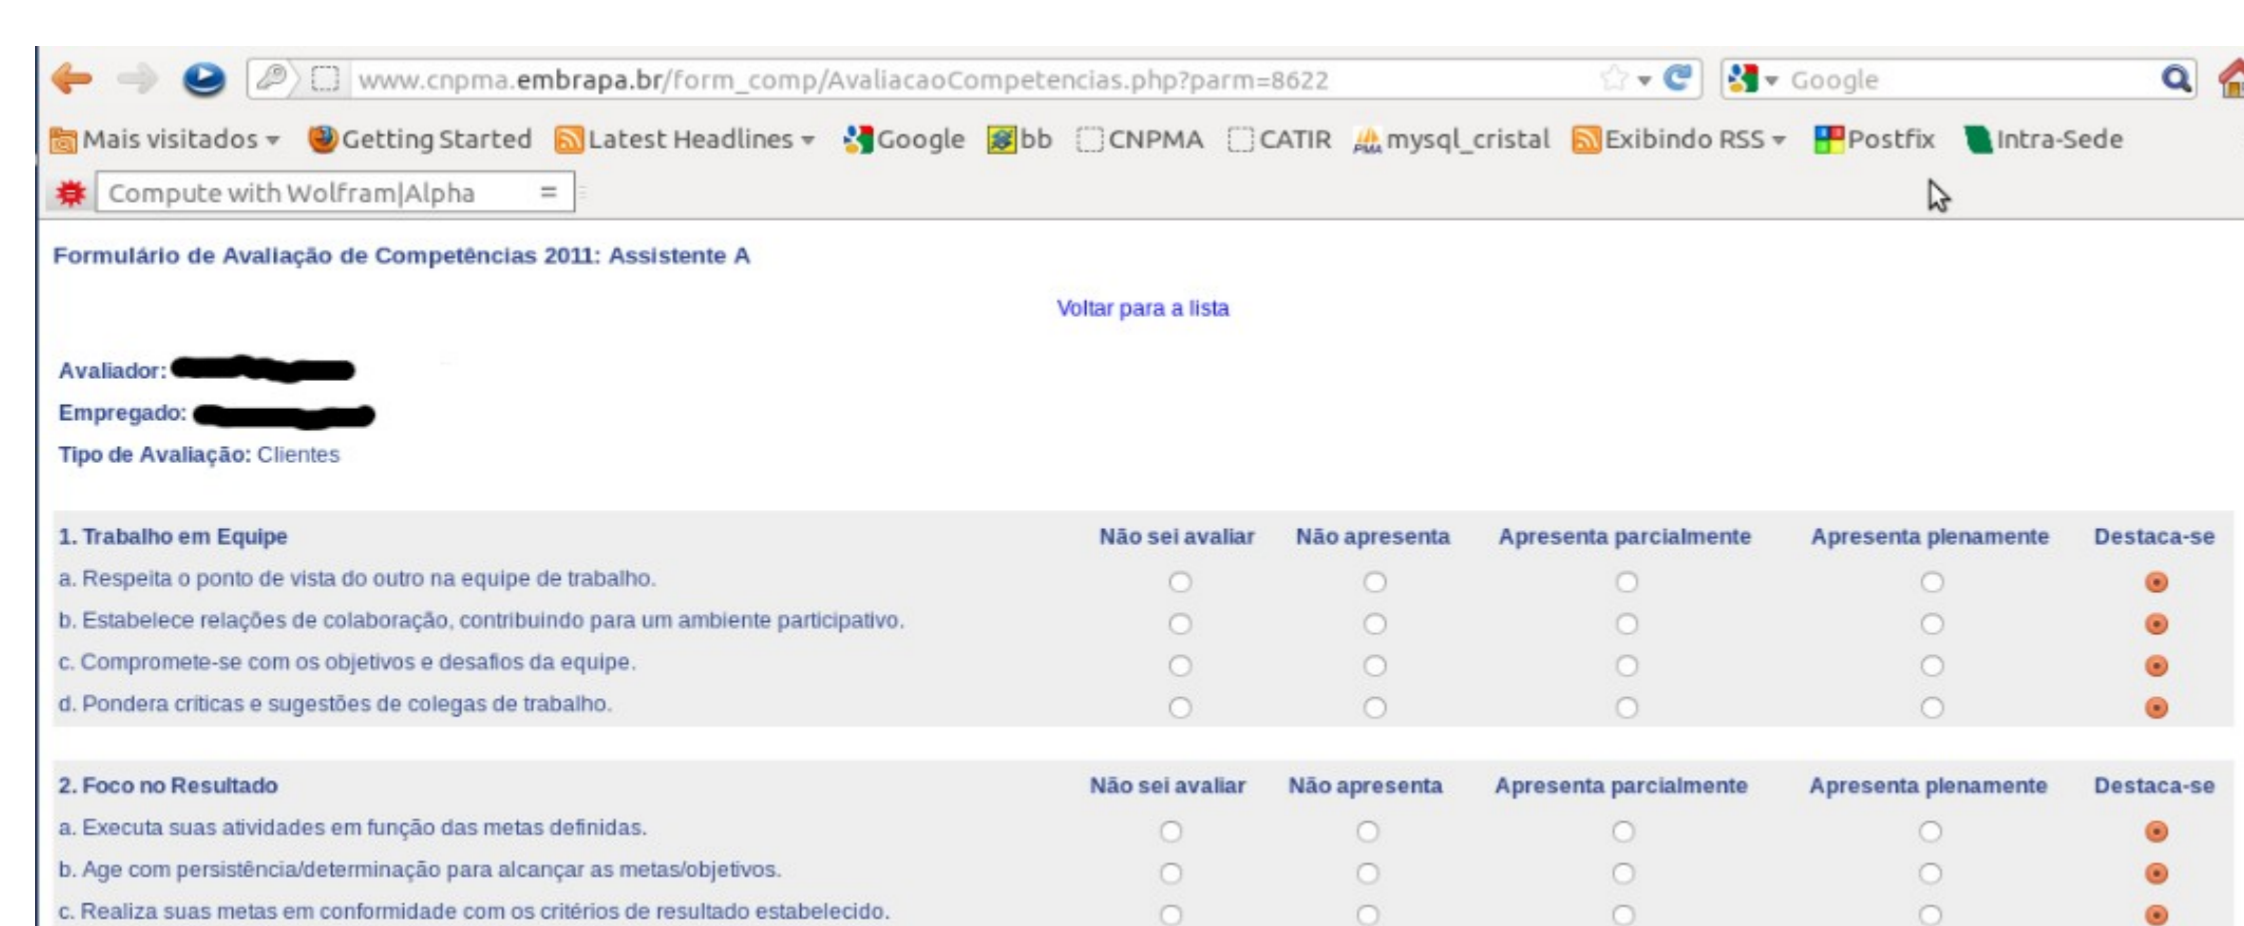 www.cnpma.embrapa.br/form_comp/AvaliacaoCompetencias.php?parm=8622 Google
Mais visitados Getting Started Latest Headlines Google bb CNPMA CATIR PMA mysql_cristal Exibindo RSS Postfix Intra-Sede
Compute with Wolfram|Alpha =
Formulário de Avaliação de Competências 2011: Assistente A
Voltar para a lista
Avaliador:
Empregado:
Tipo de Avaliação: Clientes
1. Trabalho em Equipe Não sei avaliar Não apresenta Apresenta parcialmente Apresenta plenamente Destaca-se
a. Respeita o ponto de vista do outro na equipe de trabalho.
b. Estabelece relações de colaboração, contribuindo para um ambiente participativo.
c. Compromete-se com os objetivos e desafios da equipe.
d. Pondera críticas e sugestões de colegas de trabalho.
2. Foco no Resultado Não sei avaliar Não apresenta Apresenta parcialmente Apresenta plenamente Destaca-se
a. Executa suas atividades em função das metas definidas.
b. Age com persistência/determinação para alcançar as metas/objetivos.
c. Realiza suas metas em conformidade com os critérios de resultado estabelecido.